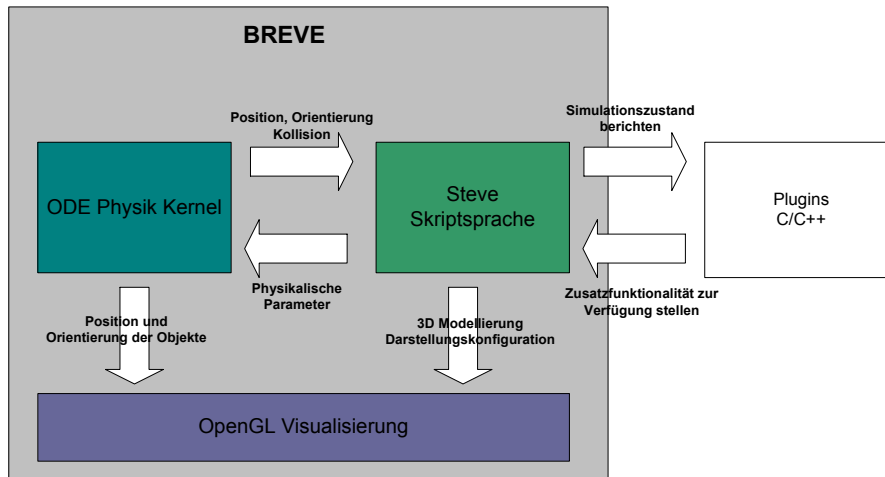 BREVE
Position, Orientierung
Kollision
Simulationszustand
berichten
ODE Physik Kernel
Steve
Skriptsprache
Plugins
C/C++
Physikalische
Parameter
Zusatzfunktionalität zur
Verfügung stellen
Position und
Orientierung der Objekte
3D Modellierung
Darstellungskonfiguration
OpenGL Visualisierung